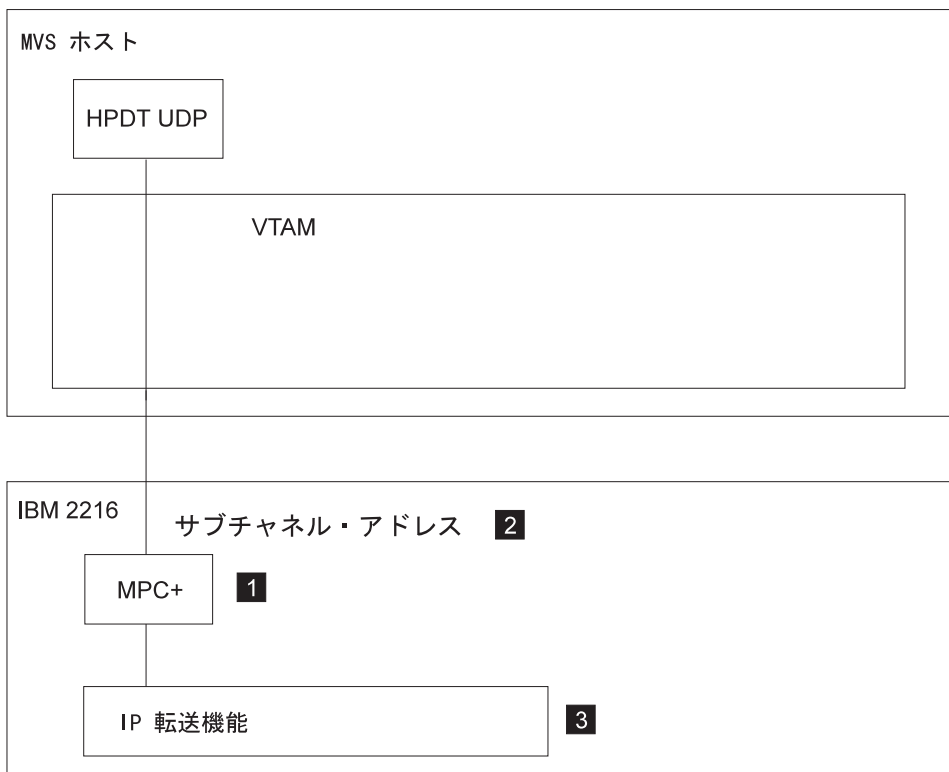 MVS ホスト
HPDT UDP
VTAM
IBM 2216
サブチャネル・アドレス 2
MPC+ 1
IP 転送機能 3